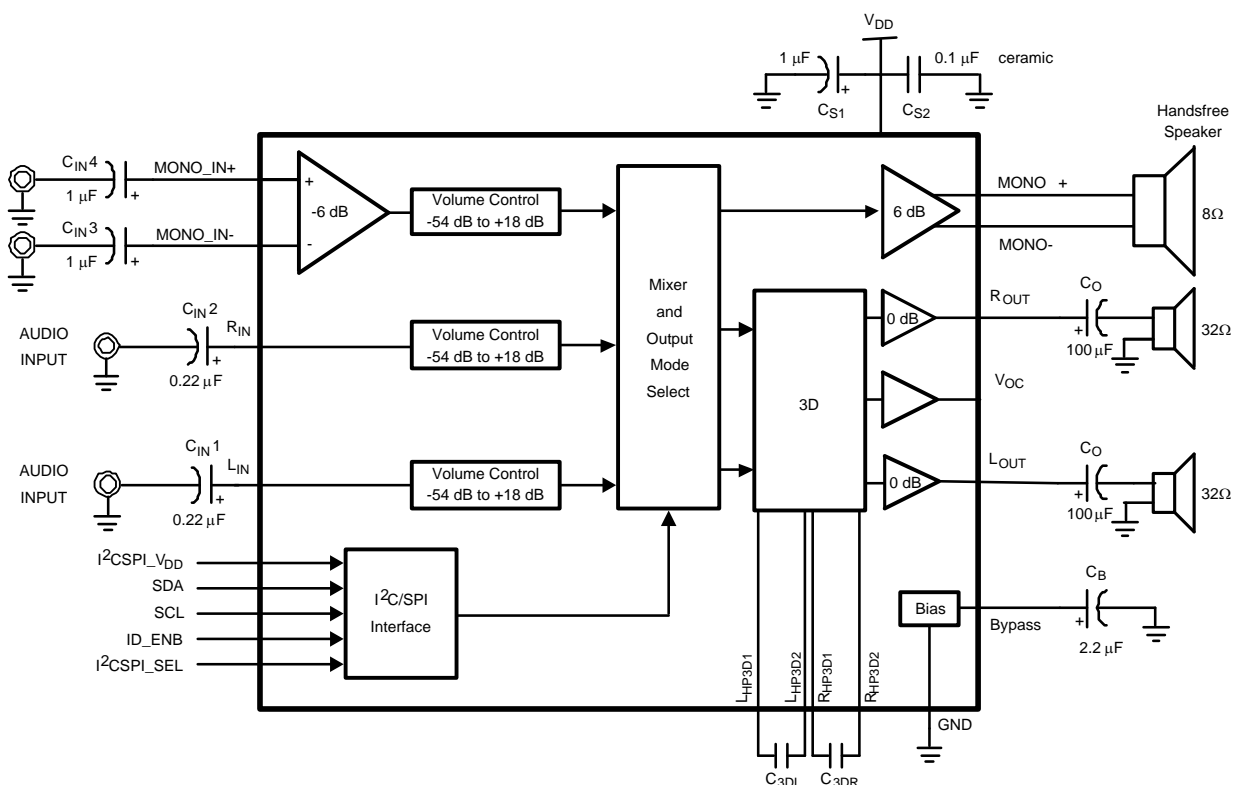 VDD
1 µF
0.1 µF ceramic
CS1
CS2
Handsfree
Speaker
CIN4
1 µF
MONO_IN+
CIN3
1 µF
MONO_IN-
+
-6 dB
-
Volume Control
-54 dB to +18 dB
Mixer
and
Output
Mode
Select
6 dB
MONO +
MONO-
8Ω
AUDIO
INPUT
CIN2
RIN
0.22 µF
Volume Control
-54 dB to +18 dB
3D
0 dB
ROUT
CO
100 µF
32Ω
VOC
AUDIO
INPUT
CIN1
LIN
0.22 µF
Volume Control
-54 dB to +18 dB
0 dB
LOUT
CO
100 µF
32Ω
I2CSPI_VDD
SDA
SCL
ID_ENB
I2CSPI_SEL
I2C/SPI
Interface
Bias
Bypass
CB
2.2 µF
LHP3D1
LHP3D2
RHP3D1
RHP3D2
GND
C3DL
C3DR